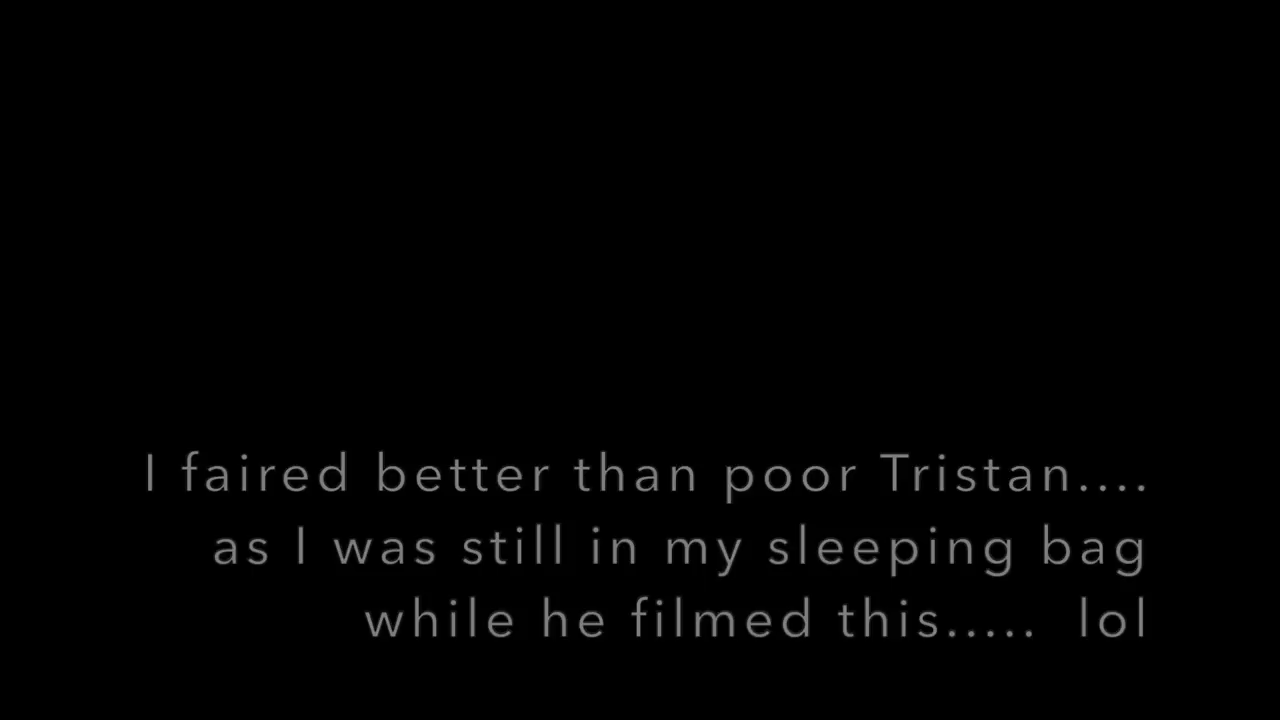 I faired better than poor Tristan....
as I was still in my sleeping bag
while he filmed this.....  lol